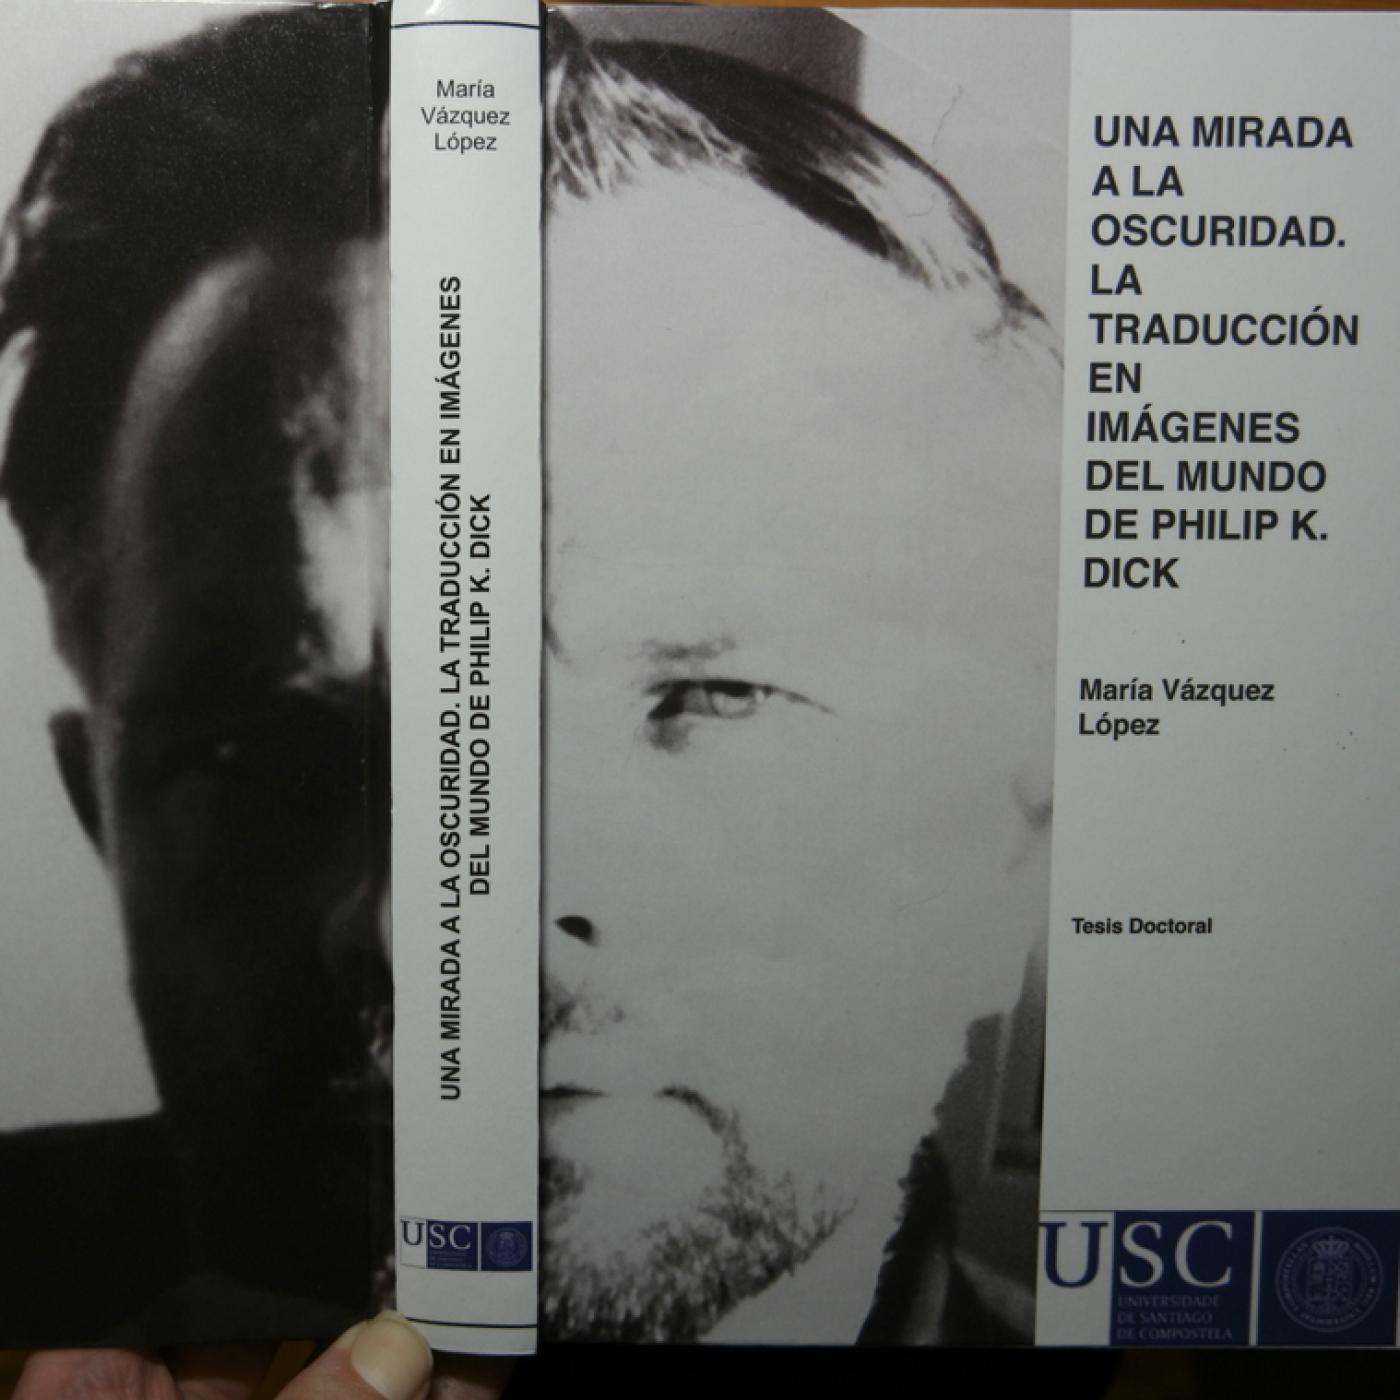 María
Vázquez
López
UNA MIRADA A LA OSCURIDAD. LA TRADUCCIÓN EN IMÁGENES
DEL MUNDO DE PHILIP K. DICK
USC
UNA MIRADA
A LA
OSCURIDAD.
LA
TRADUCCIÓN
EN
IMÁGENES
DEL MUNDO
DE PHILIP K.
DICK
María Vázquez
López
Tesis Doctoral
USC
UNIVERSIDADE
DE SANTIAGO
DE COMPOSTELA